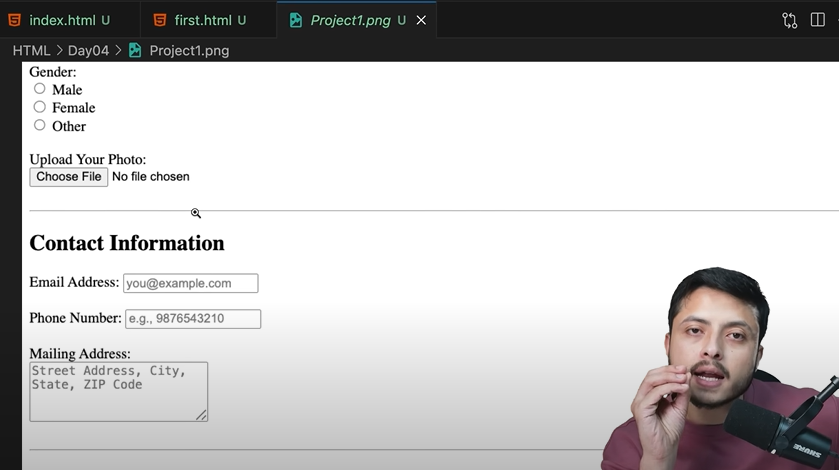 index.html U first.html U Project1.png U
HTML > Day04 > Project1.png
Gender:
Male
Female
Other
Upload Your Photo:
Choose File No file chosen
Contact Information
Email Address: you@example.com
Phone Number: e.g., 9876543210
Mailing Address:
Street Address, City,
State, ZIP Code
SHURE